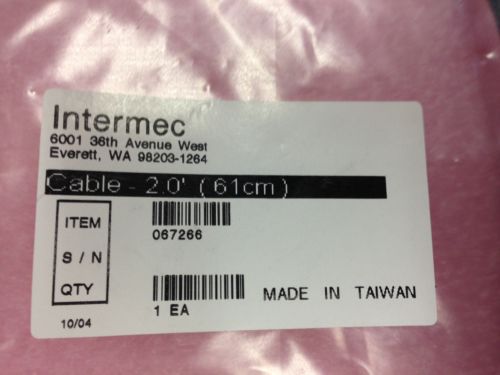 Intermec
6001 36th Avenue West
Everett, WA 98203-1264
Cable - 2.0' ( 61cm )
ITEM
067266
S / N
QTY
1 EA
MADE IN TAIWAN
10/04